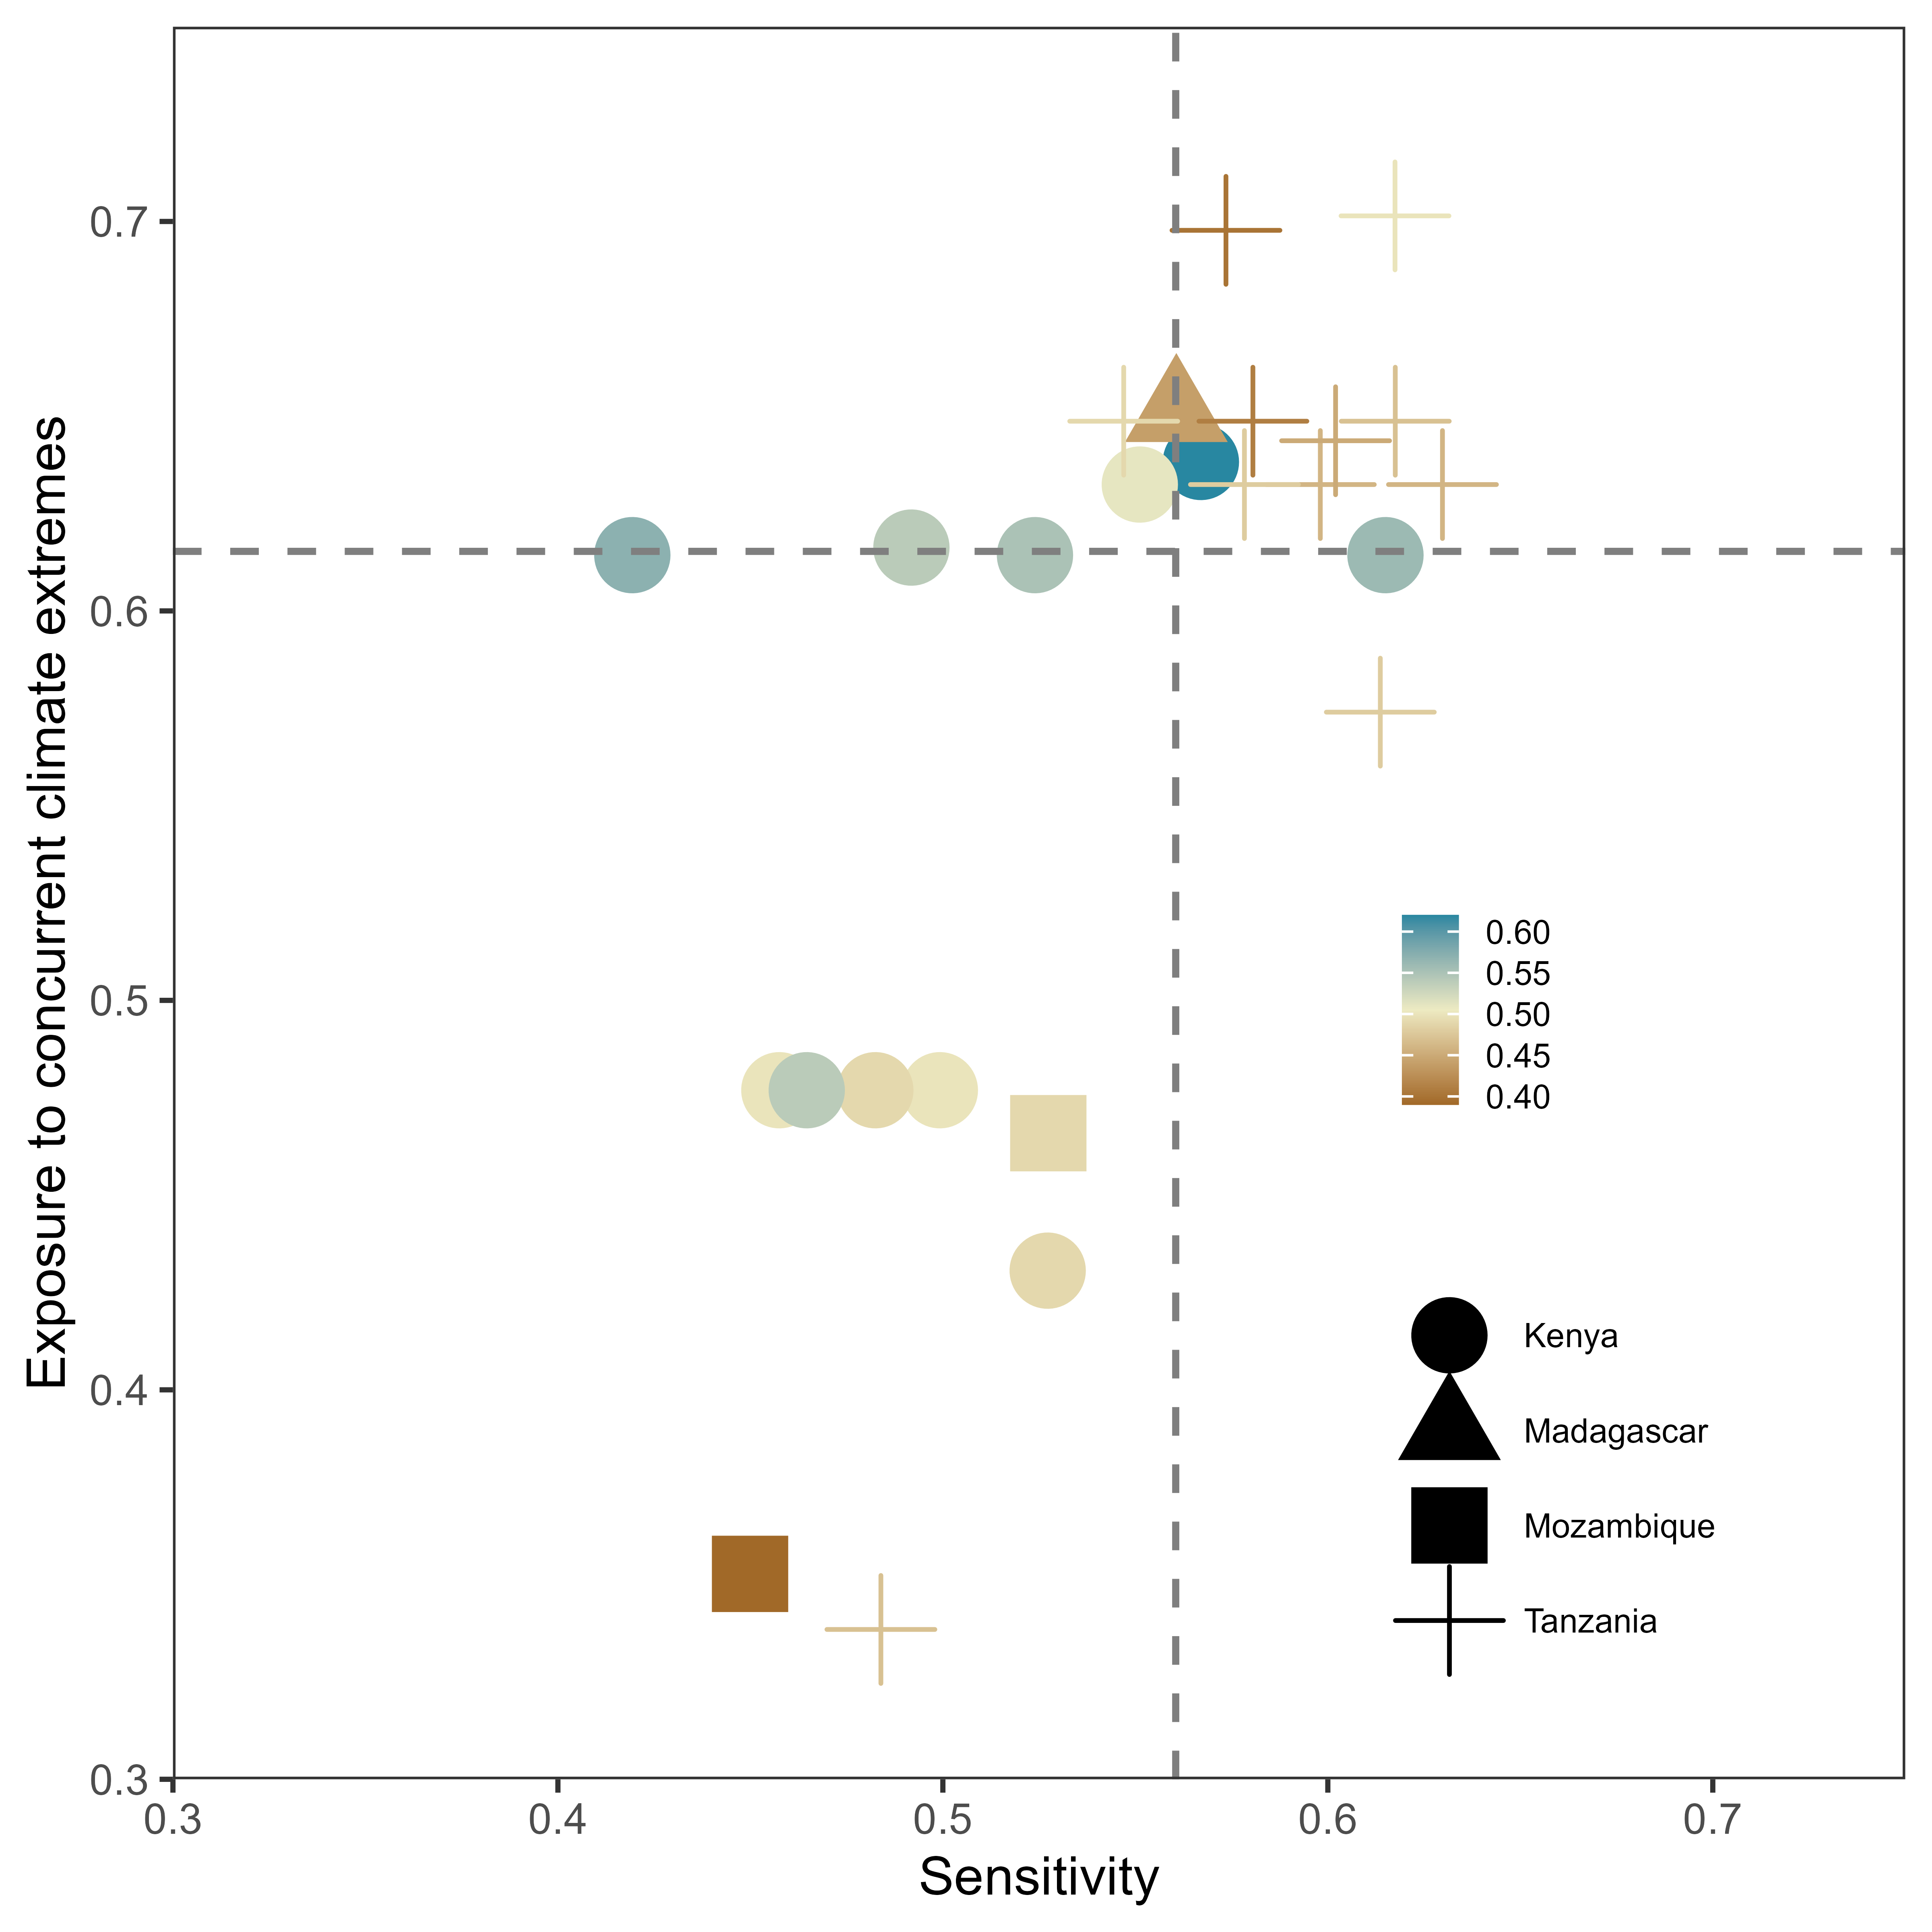 Exposure to concurrent climate extremes
0.7
0.6
0.5
0.4
0.3
0.60
0.55
0.50
0.45
0.40
Kenya
Madagascar
Mozambique
Tanzania
0.3 0.4 0.5 0.6 0.7
Sensitivity